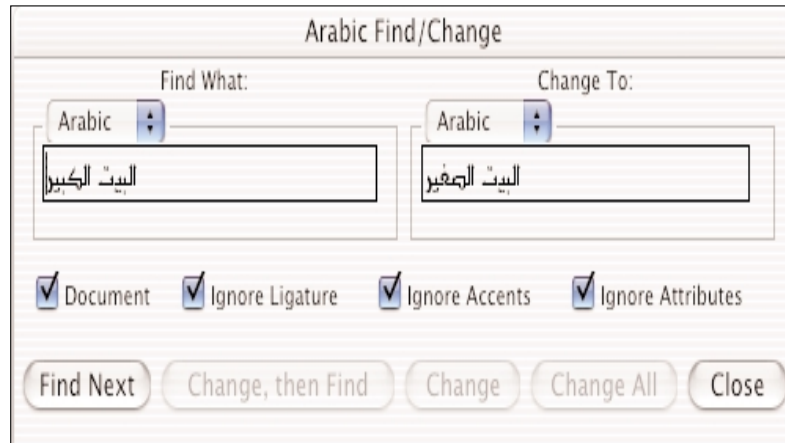 Arabic Find/Change
Find What:
Change To:
Arabic
Arabic
البيت الكبير
البيت الصغير
Document
Ignore Ligature
Ignore Accents
Ignore Attributes
Find Next
Change, then Find
Change
Change All
Close